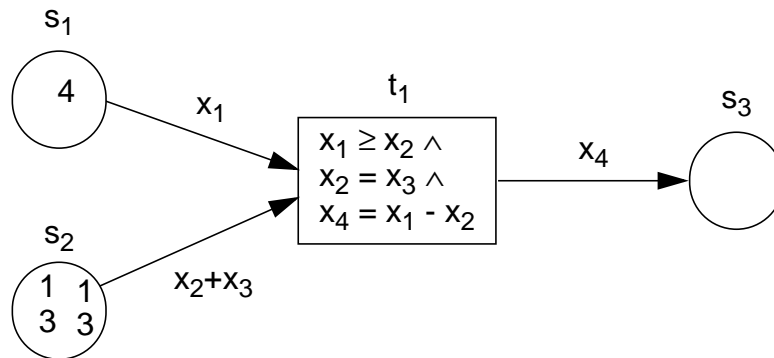 s1
4
x1
t1
x1 ≥ x2 ∧
x2 = x3 ∧
x4 = x1 - x2
x4
s3
s2
1 1
3 3
x2+x3